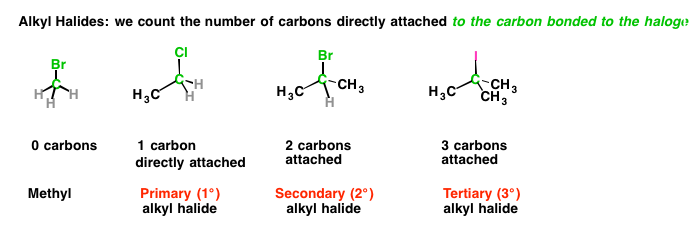 Alkyl Halides: we count the number of carbons directly attached to the carbon bonded to the haloge
Br Cl Br I
C H H H
H₃C C H H
H₃C C CH₃ H
H₃C C CH₃ CH₃
0 carbons
1 carbon
directly attached
2 carbons
attached
3 carbons
attached
Methyl
Primary (1°)
alkyl halide
Secondary (2°)
alkyl halide
Tertiary (3°)
alkyl halide